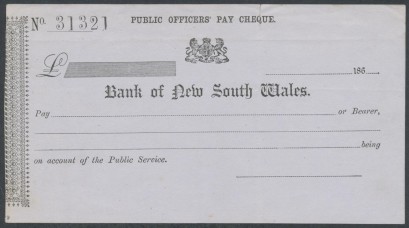 PUBLIC OFFICERS' PAY CHEQUE.
No. 31321
£
186
Bank of New South Wales.
Pay or Bearer,
being
on account of the Public Service.